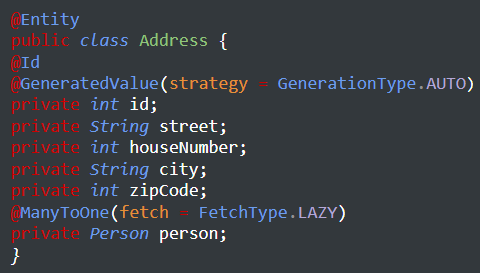 @Entity
public class Address {
@Id
@GeneratedValue(strategy = GenerationType.AUTO)
private int id;
private String street;
private int houseNumber;
private String city;
private int zipCode;
@ManyToOne(fetch = FetchType.LAZY)
private Person person;
}